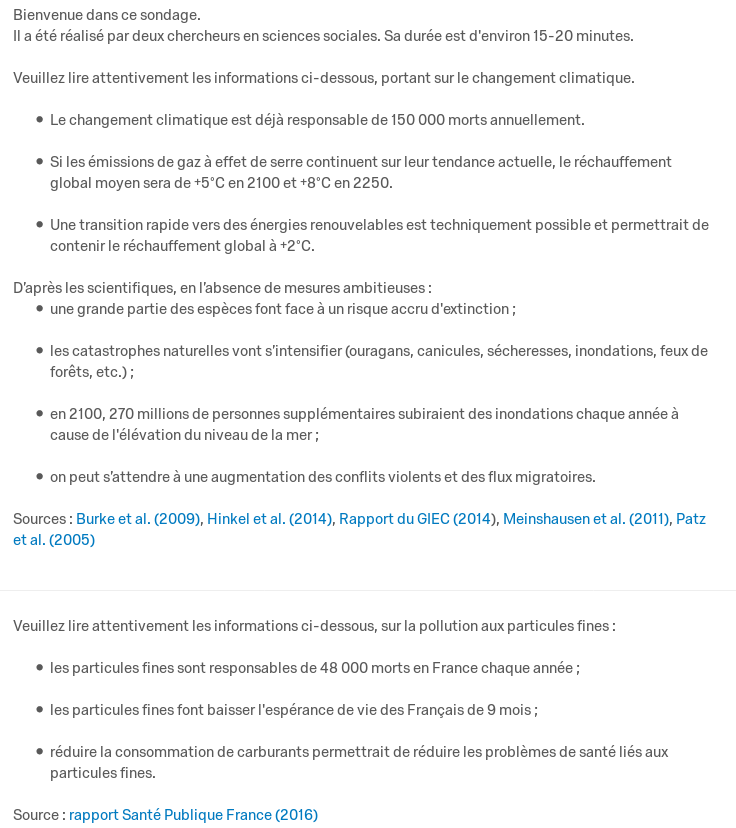 Bienvenue dans ce sondage.
Il a été réalisé par deux chercheurs en sciences sociales. Sa durée est d'environ 15-20 minutes.
Veuillez lire attentivement les informations ci-dessous, portant sur le changement climatique.
● Le changement climatique est déjà responsable de 150 000 morts annuellement.
● Si les émissions de gaz à effet de serre continuent sur leur tendance actuelle, le réchauffement
global moyen sera de +5°C en 2100 et +8°C en 2250.
● Une transition rapide vers des énergies renouvelables est techniquement possible et permettrait de
contenir le réchauffement global à +2°C.
D’après les scientifiques, en l’absence de mesures ambitieuses :
● une grande partie des espèces font face à un risque accru d'extinction ;
● les catastrophes naturelles vont s’intensifier (ouragans, canicules, sécheresses, inondations, feux de
forêts, etc.) ;
● en 2100, 270 millions de personnes supplémentaires subiraient des inondations chaque année à
cause de l'élévation du niveau de la mer ;
● on peut s’attendre à une augmentation des conflits violents et des flux migratoires.
Sources : Burke et al. (2009), Hinkel et al. (2014), Rapport du GIEC (2014), Meinshausen et al. (2011), Patz
et al. (2005)
Veuillez lire attentivement les informations ci-dessous, sur la pollution aux particules fines :
● les particules fines sont responsables de 48 000 morts en France chaque année ;
● les particules fines font baisser l'espérance de vie des Français de 9 mois ;
● réduire la consommation de carburants permettrait de réduire les problèmes de santé liés aux
particules fines.
Source : rapport Santé Publique France (2016)